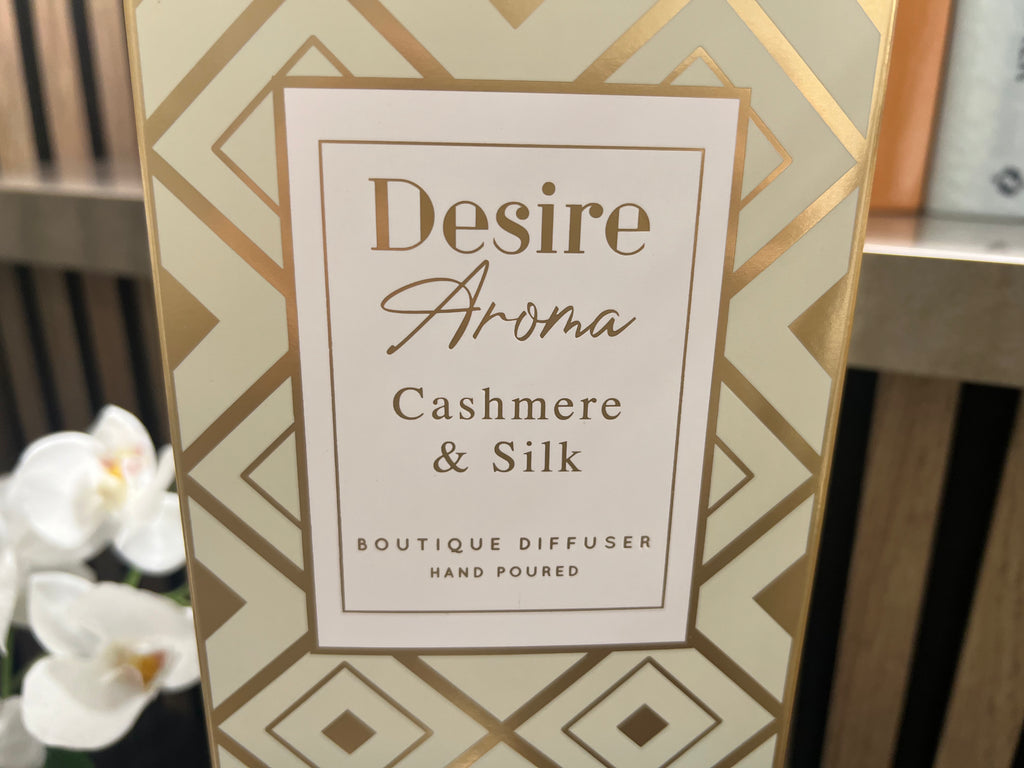 Desire
Aroma
Cashmere
& Silk
BOUTIQUE DIFFUSER
HAND POURED